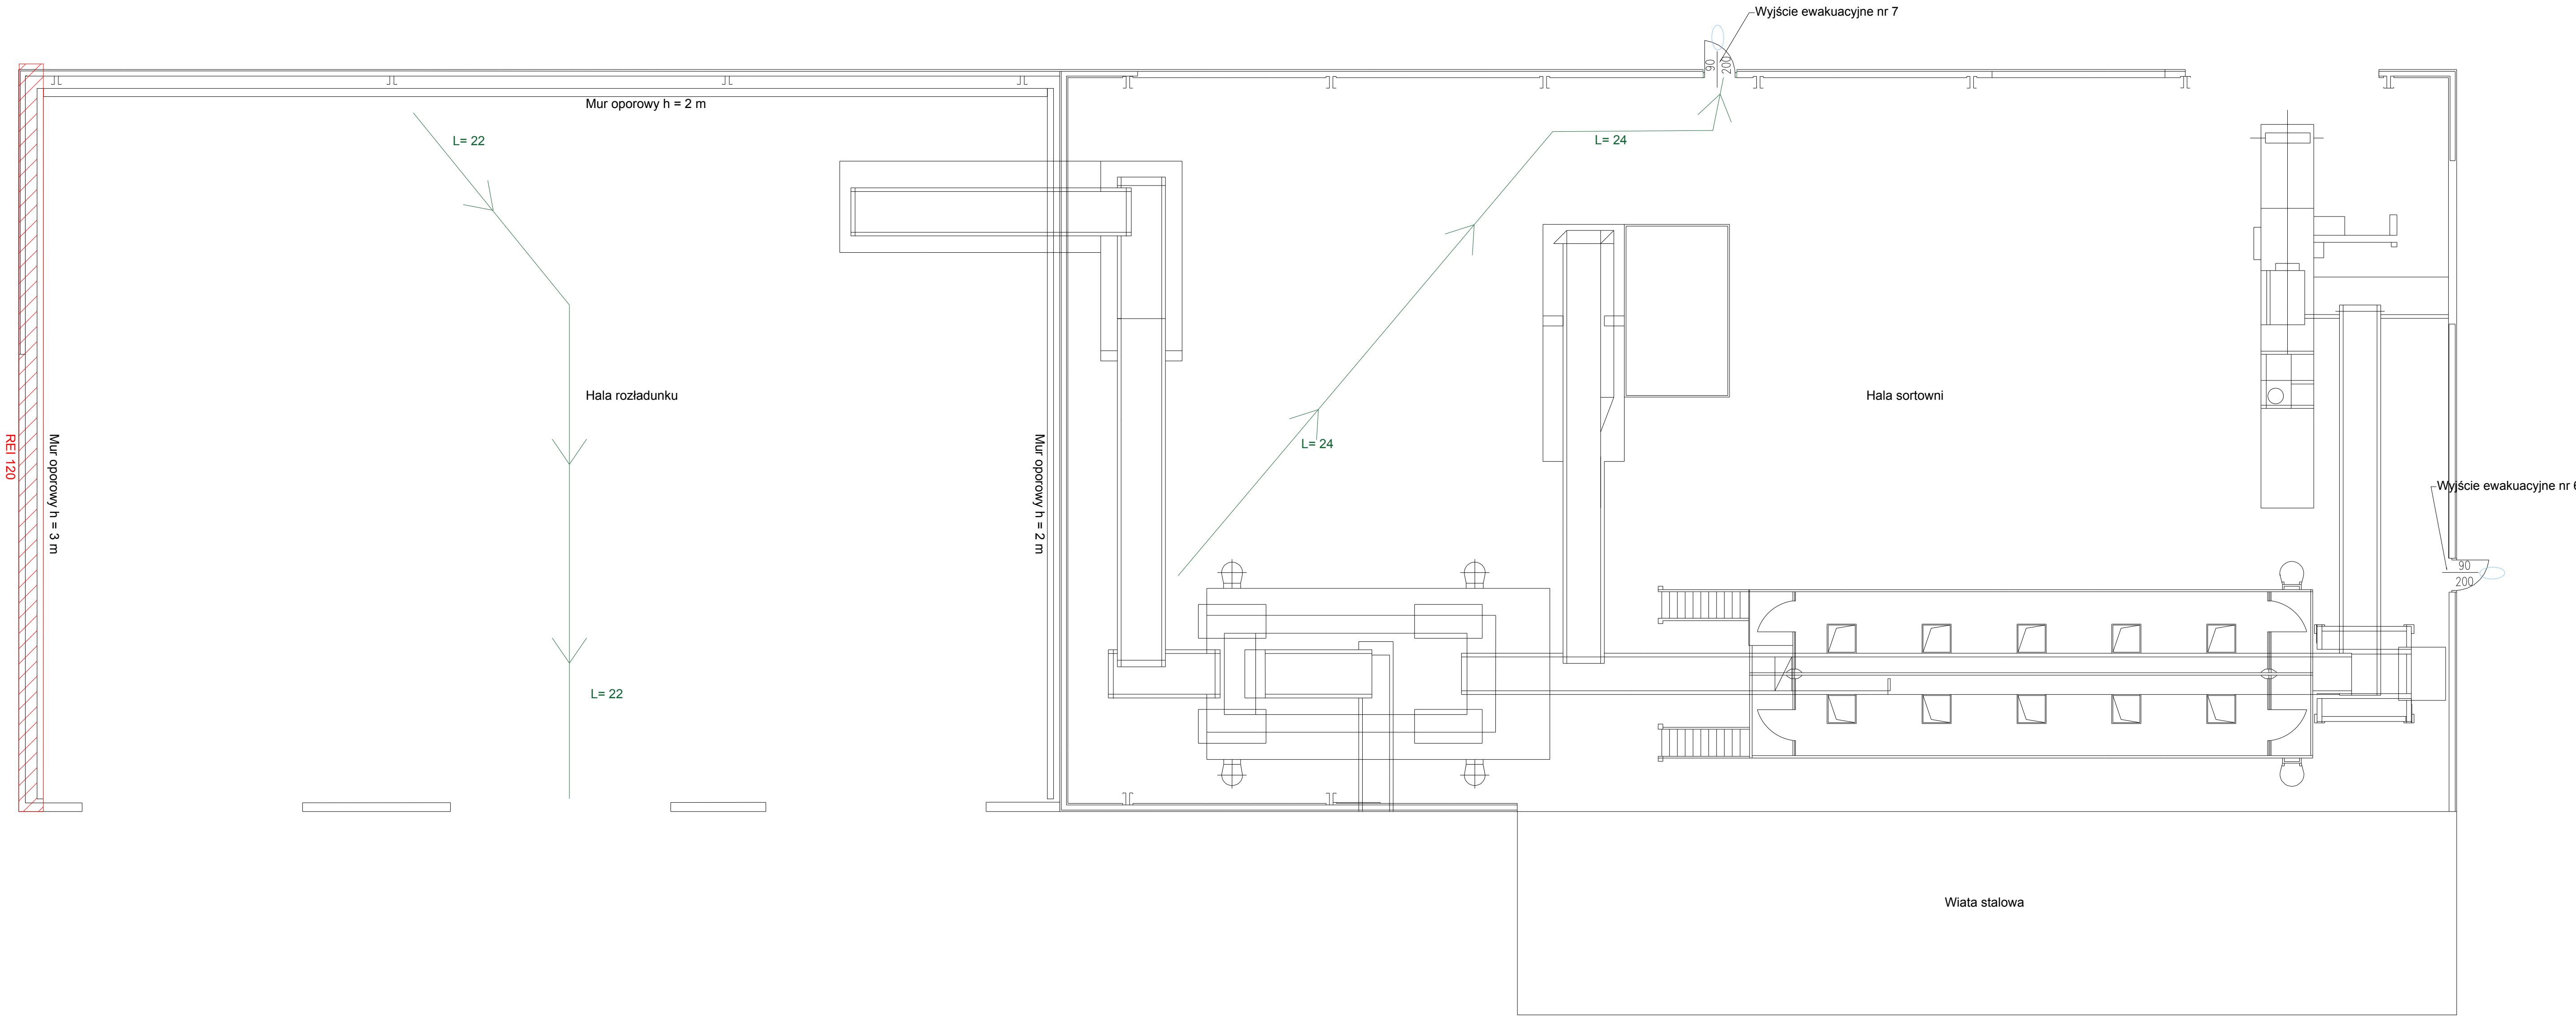 Wyjście ewakuacyjne nr 7
90
200
Mur oporowy h = 2 m
L= 22
L= 24
Hala rozładunku
Hala sortowni
L= 24
REI 120
Mur oporowy h = 3 m
Mur oporowy h = 2 m
Wyjście ewakuacyjne nr 6
90
200
L= 22
Wiata stalowa